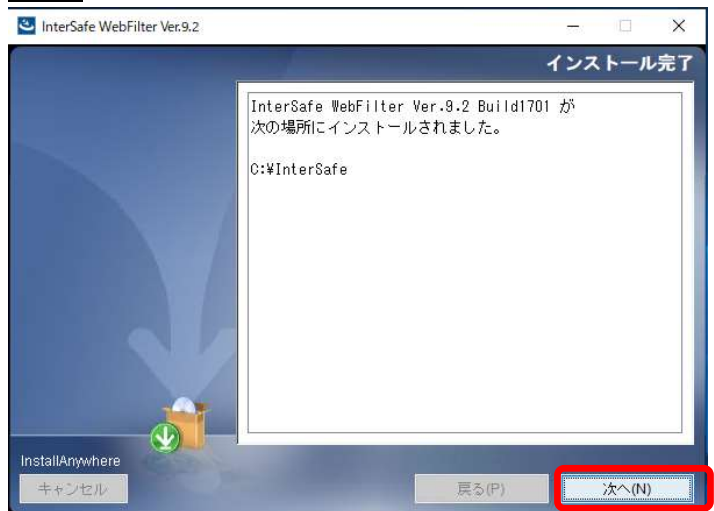 InterSafe WebFilter Ver.9.2
インストール完了
InterSafe WebFilter Ver.9.2 Build1701 が
次の場所にインストールされました。
C:¥InterSafe
InstallAnywhere
キャンセル
戻る(P)
次へ(N)